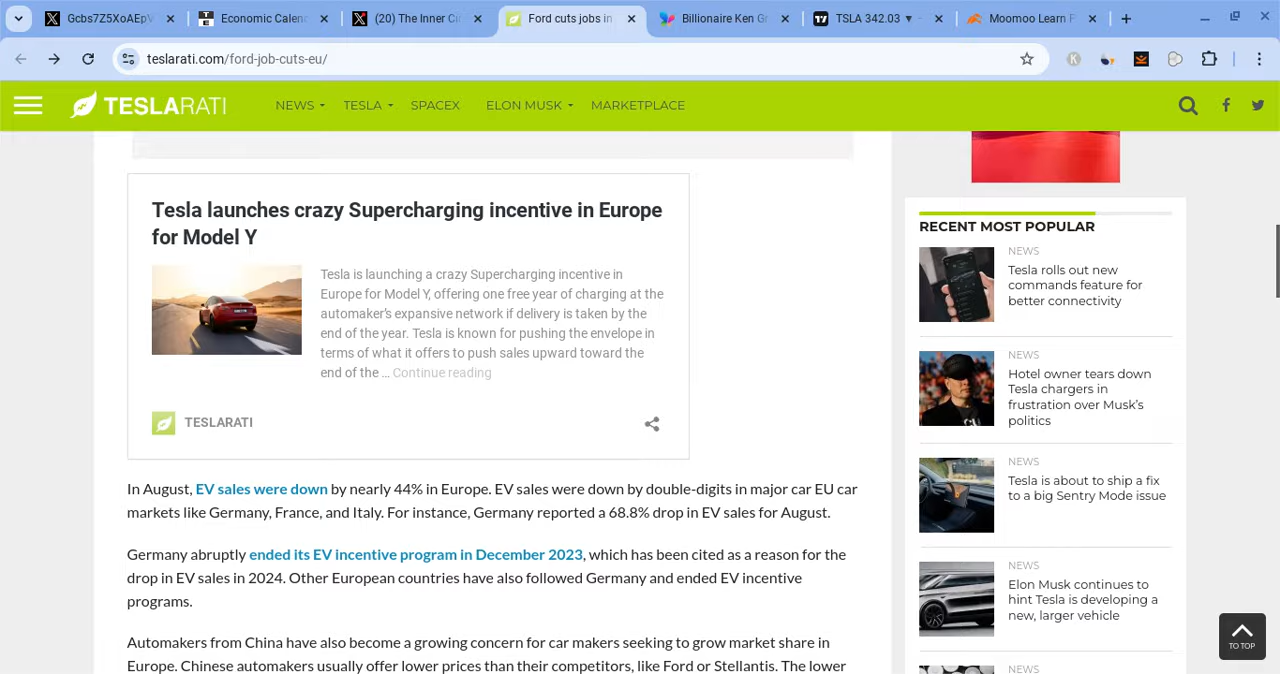 Gcbs7Z5XoAEpV
Economic Calen
(20) The Inner Ci
Ford cuts jobs in
Billionaire Ken G
TSLA 342.03 ▼
Moomoo Learn F
teslarati.com/ford-job-cuts-eu/
TESLARATI
NEWS
TESLA
SPACEX
ELON MUSK
MARKETPLACE
Tesla launches crazy Supercharging incentive in Europe
for Model Y
Tesla is launching a crazy Supercharging incentive in
Europe for Model Y, offering one free year of charging at the
automaker's expansive network if delivery is taken by the
end of the year. Tesla is known for pushing the envelope in
terms of what it offers to push sales upward toward the
end of the ... Continue reading
TESLARATI
In August, EV sales were down by nearly 44% in Europe. EV sales were down by double-digits in major car EU car
markets like Germany, France, and Italy. For instance, Germany reported a 68.8% drop in EV sales for August.
Germany abruptly ended its EV incentive program in December 2023, which has been cited as a reason for the
drop in EV sales in 2024. Other European countries have also followed Germany and ended EV incentive
programs.
Automakers from China have also become a growing concern for car makers seeking to grow market share in
Europe. Chinese automakers usually offer lower prices than their competitors, like Ford or Stellantis. The lower
RECENT MOST POPULAR
NEWS
Tesla rolls out new
commands feature for
better connectivity
NEWS
Hotel owner tears down
Tesla chargers in
frustration over Musk's
politics
NEWS
Tesla is about to ship a fix
to a big Sentry Mode issue
NEWS
Elon Musk continues to
hint Tesla is developing a
new, larger vehicle
NEWS
TO TOP